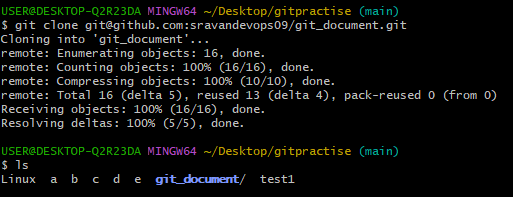 USER@DESKTOP-Q2R23DA MINGW64 ~/Desktop/gitpractise (main)
$ git clone git@github.com:sravandevops09/git_document.git
Cloning into 'git_document'...
remote: Enumerating objects: 16, done.
remote: Counting objects: 100% (16/16), done.
remote: Compressing objects: 100% (10/10), done.
remote: Total 16 (delta 5), reused 13 (delta 4), pack-reused 0 (from 0)
Receiving objects: 100% (16/16), done.
Resolving deltas: 100% (5/5), done.
USER@DESKTOP-Q2R23DA MINGW64 ~/Desktop/gitpractise (main)
$ ls
Linux  a  b  c  d  e  git_document/  test1